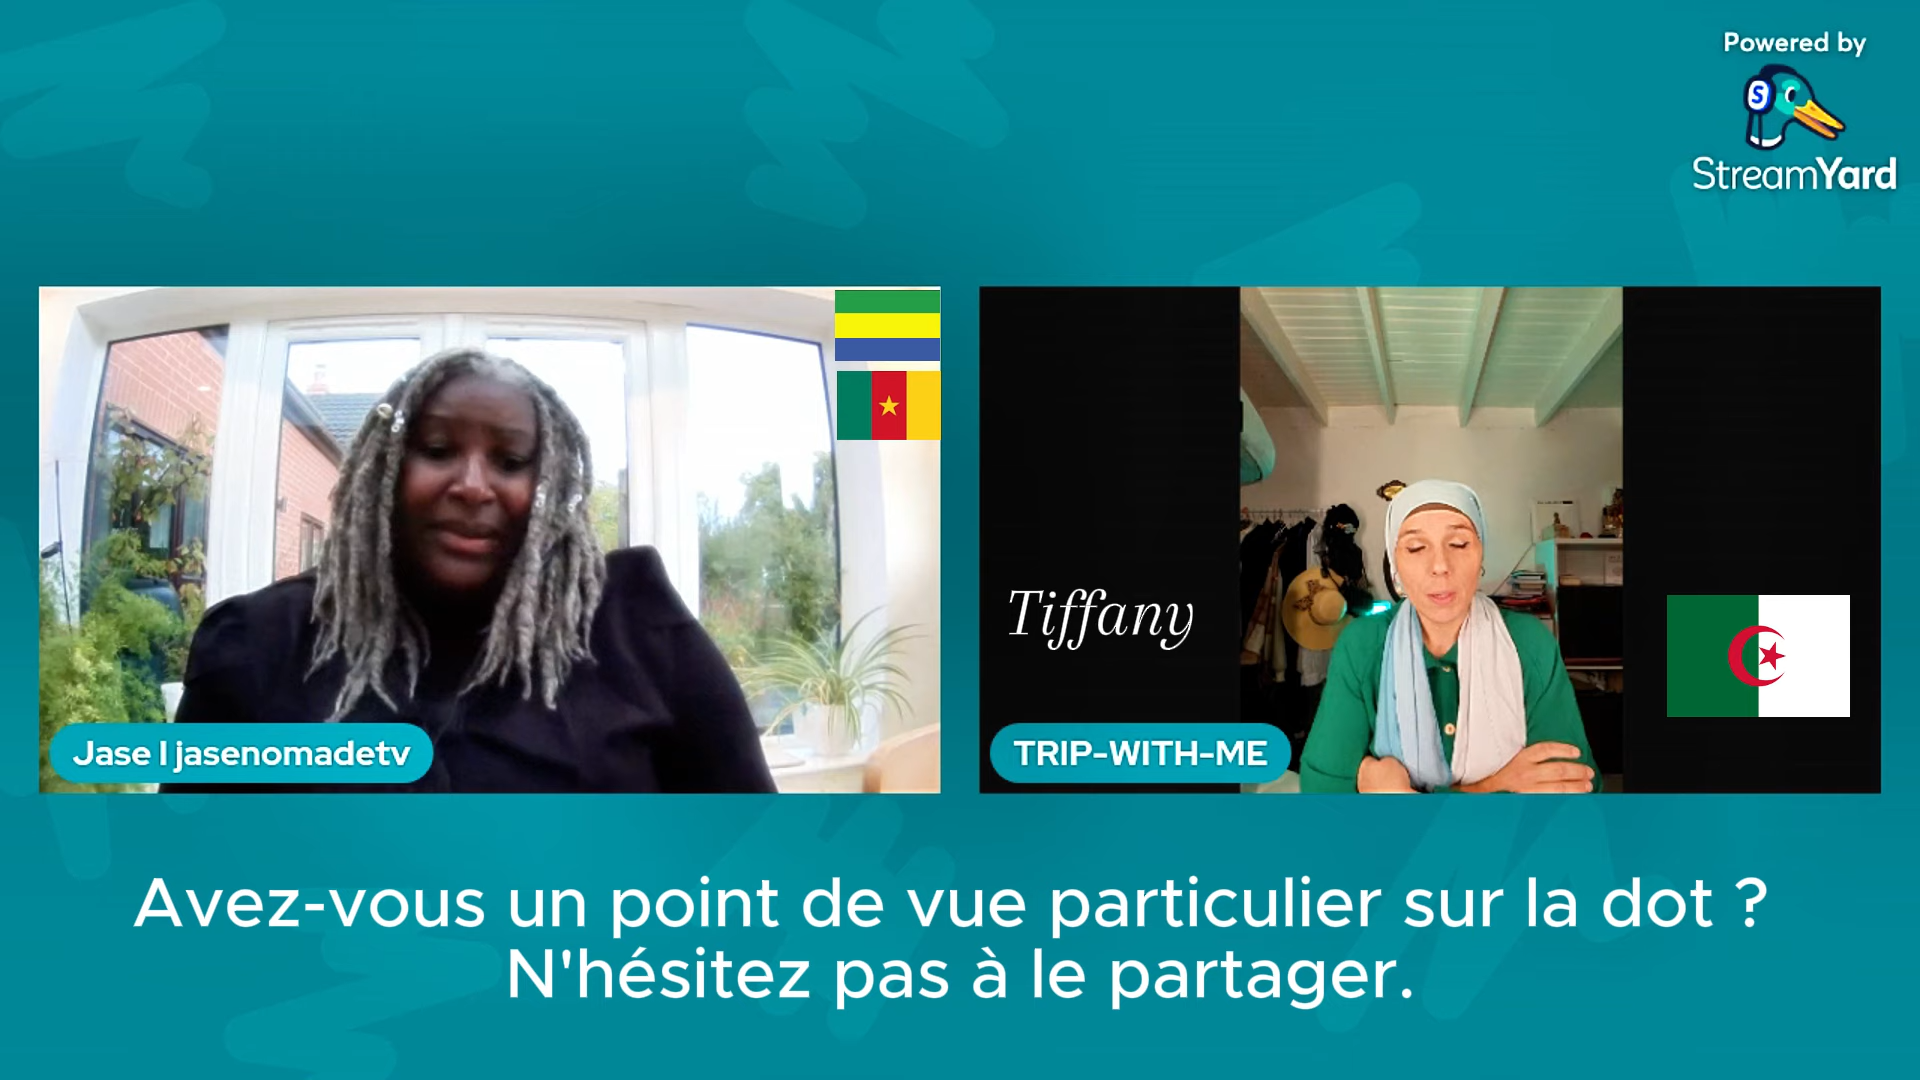 Powered by
S
StreamYard
Tiffany
Jase I jasenomadetv
TRIP-WITH-ME
Avez-vous un point de vue particulier sur la dot ?
N'hésitez pas à le partager.